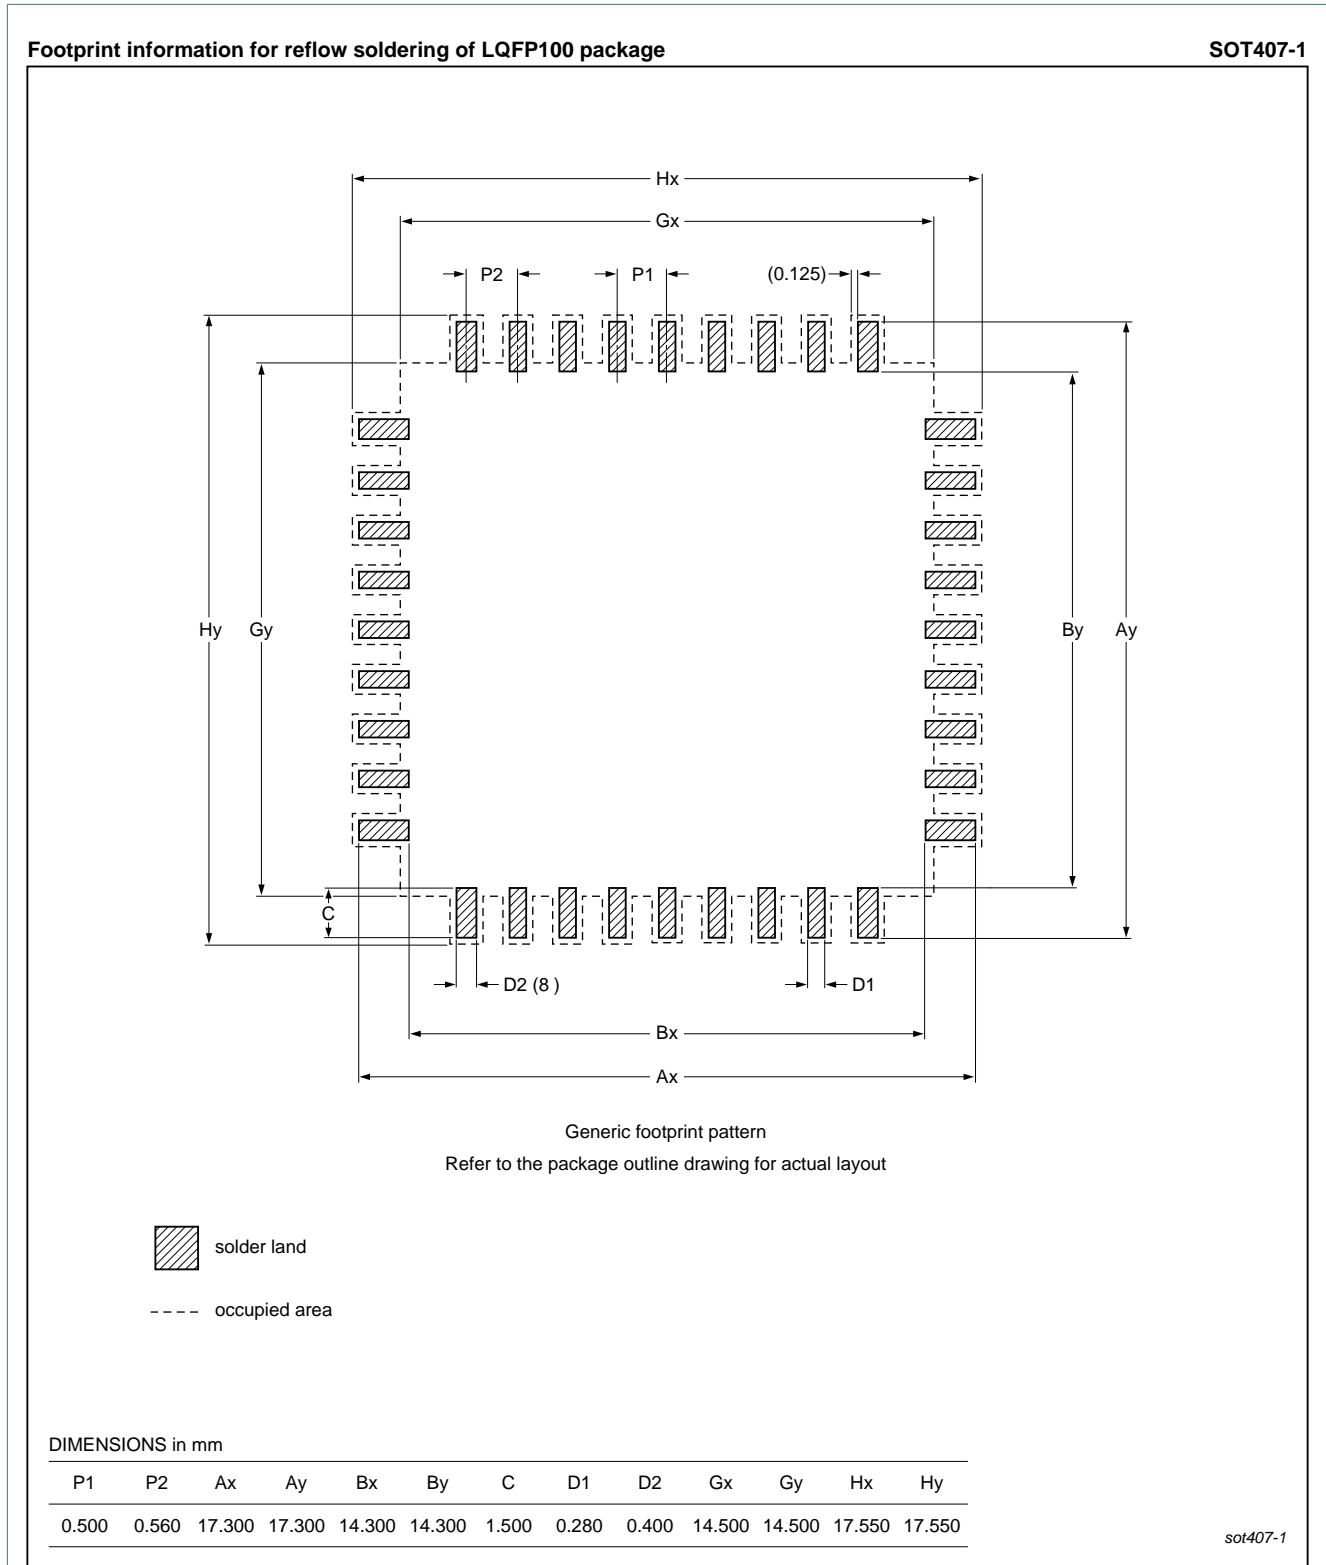 Footprint information for reflow soldering of LQFP100 package SOT407-1
Hx
Gx
P2 P1 (0.125)
Hy Gy By Ay
C
D2 (8 ) D1
Bx
Ax
Generic footprint pattern
Refer to the package outline drawing for actual layout
solder land
occupied area
DIMENSIONS in mm
P1 P2 Ax Ay Bx By C D1 D2 Gx Gy Hx Hy
0.500 0.560 17.300 17.300 14.300 14.300 1.500 0.280 0.400 14.500 14.500 17.550 17.550
sot407-1